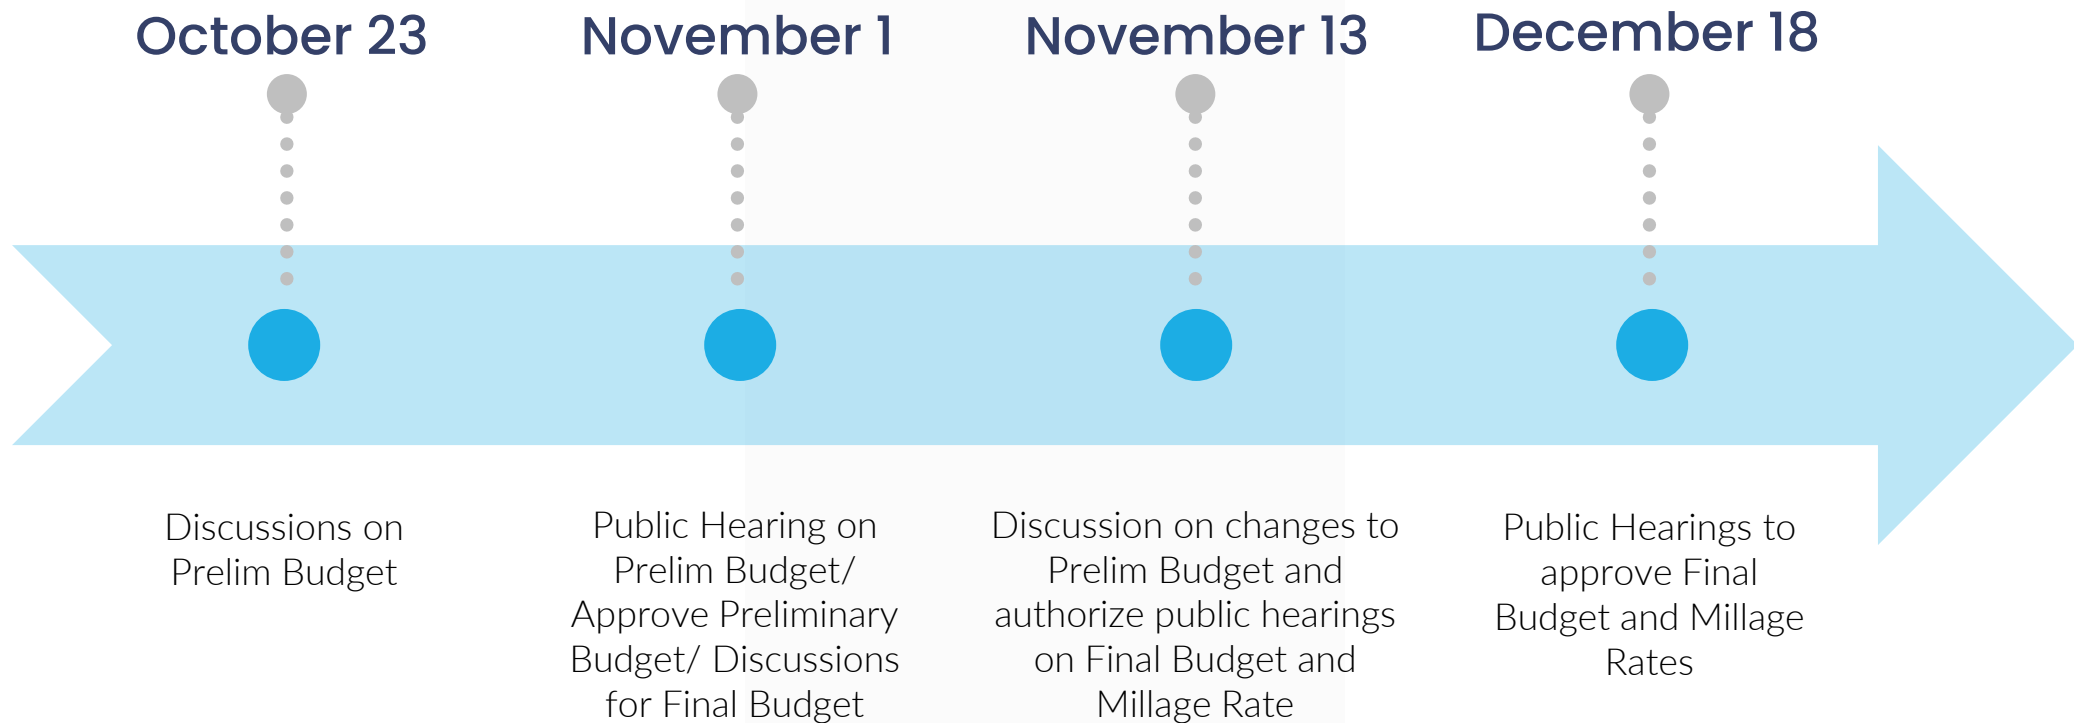 October 23
November 1
November 13
December 18
Discussions on
Prelim Budget
Public Hearing on
Prelim Budget/
Approve Preliminary
Budget/ Discussions
for Final Budget
Discussion on changes to
Prelim Budget and
authorize public hearings
on Final Budget and
Millage Rate
Public Hearings to
approve Final
Budget and Millage
Rates